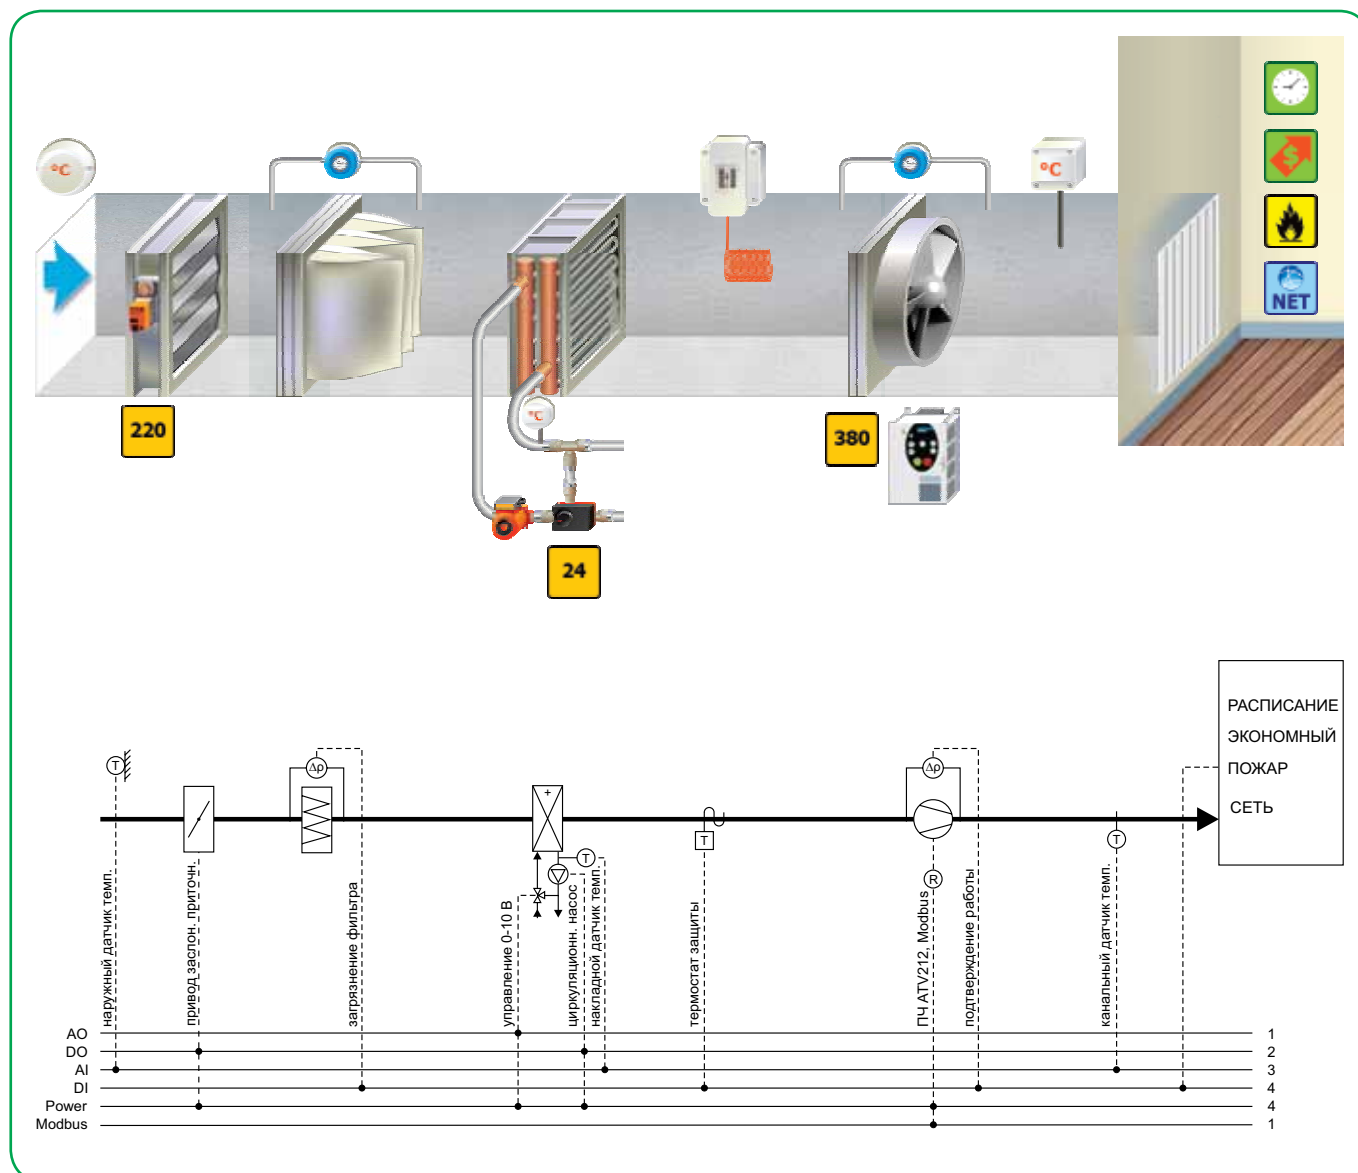 °C
°C
NET
220
°C
380
24
РАСПИСАНИЕ
ЭКОНОМНЫЙ
ПОЖАР
СЕТЬ
T
Δρ
+
T
T
Δρ
R
T
наружный датчик темп.
привод заслон. приточн.
загрязнение фильтра
управление 0-10 В
циркуляционн. насос
накладной датчик темп.
термостат защиты
ПЧ ATV212, Modbus
подтверждение работы
канальный датчик темп.
AO 1
DO 2
AI 3
DI 4
Power 4
Modbus 1